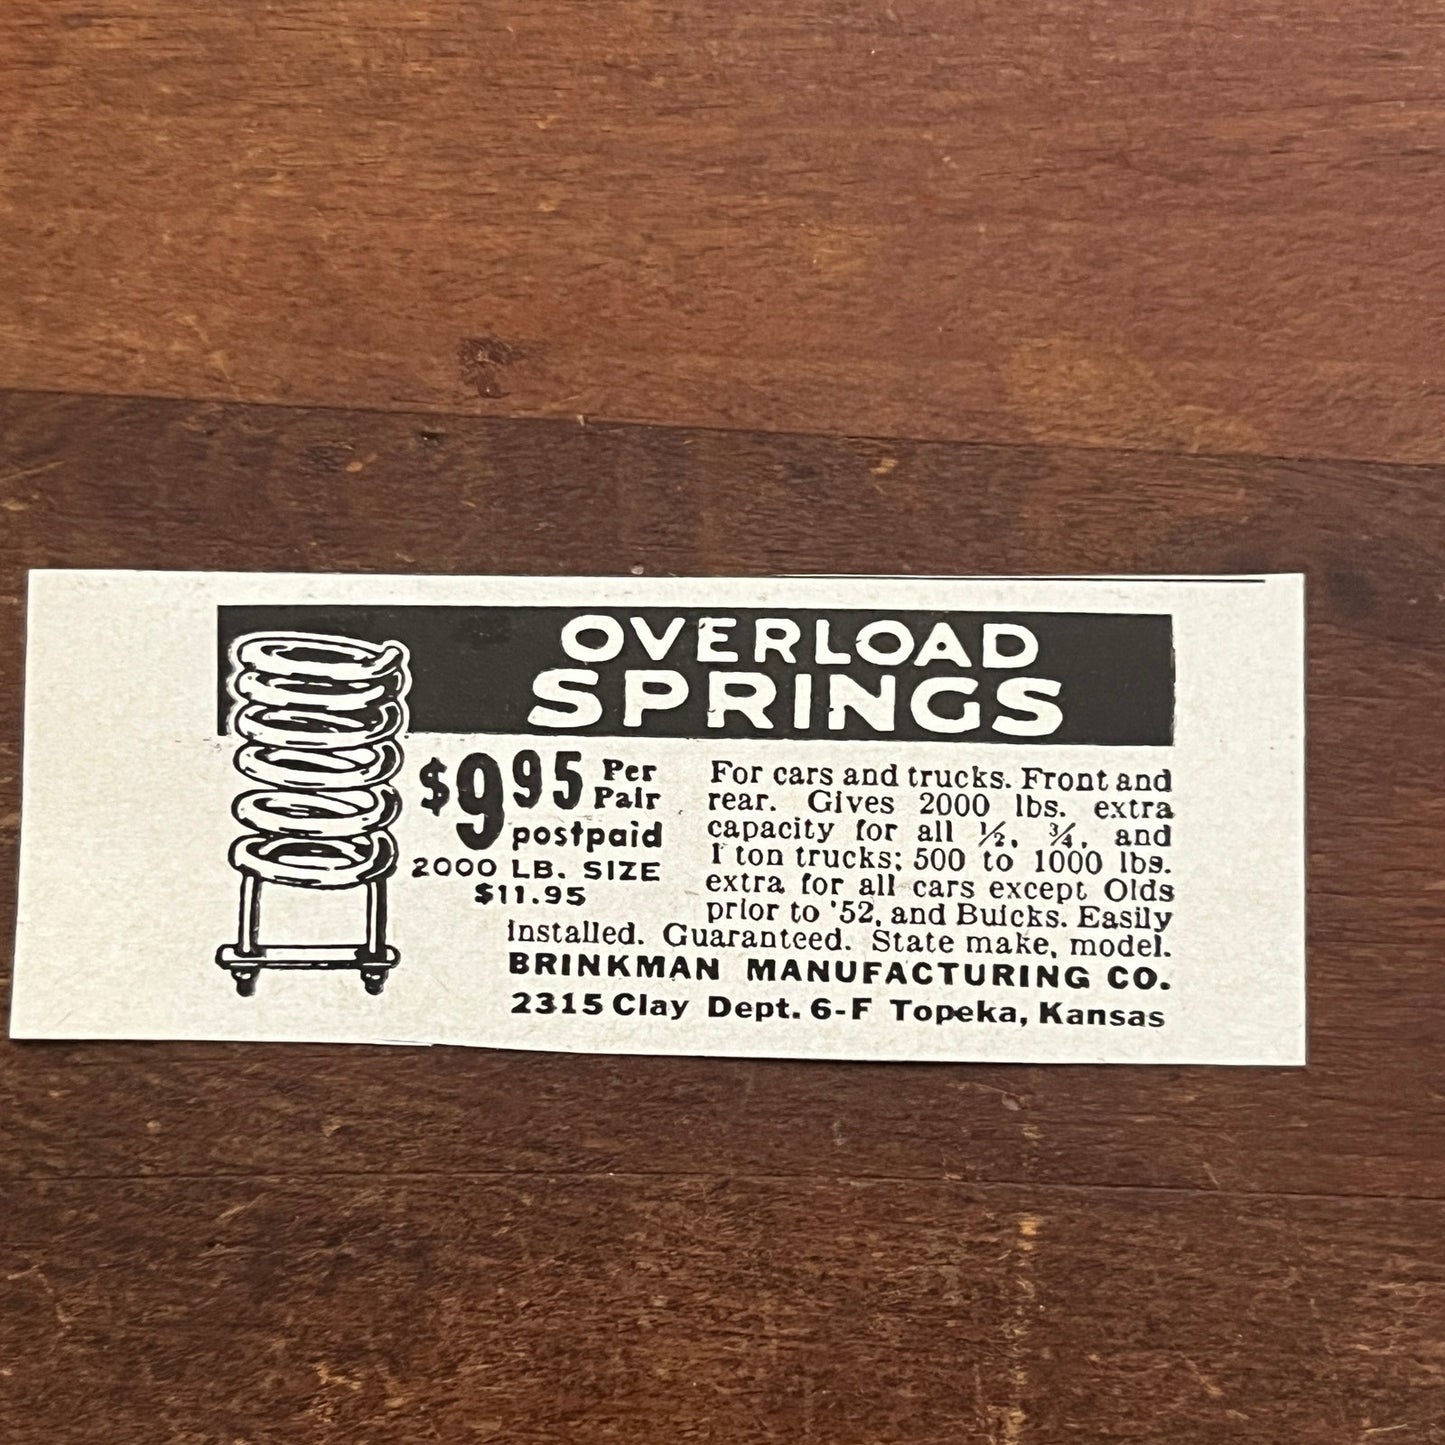 OVERLOAD
SPRINGS
$9.95 Per Pair
postpaid
2000 LB. SIZE
$11.95
For cars and trucks. Front and
rear. Gives 2000 lbs. extra
capacity for all ½, ¾, and
1 ton trucks; 500 to 1000 lbs.
extra for all cars except Olds
prior to '52, and Buicks. Easily
installed. Guaranteed. State make, model.
BRINKMAN MANUFACTURING CO.
2315 Clay Dept. 6-F Topeka, Kansas